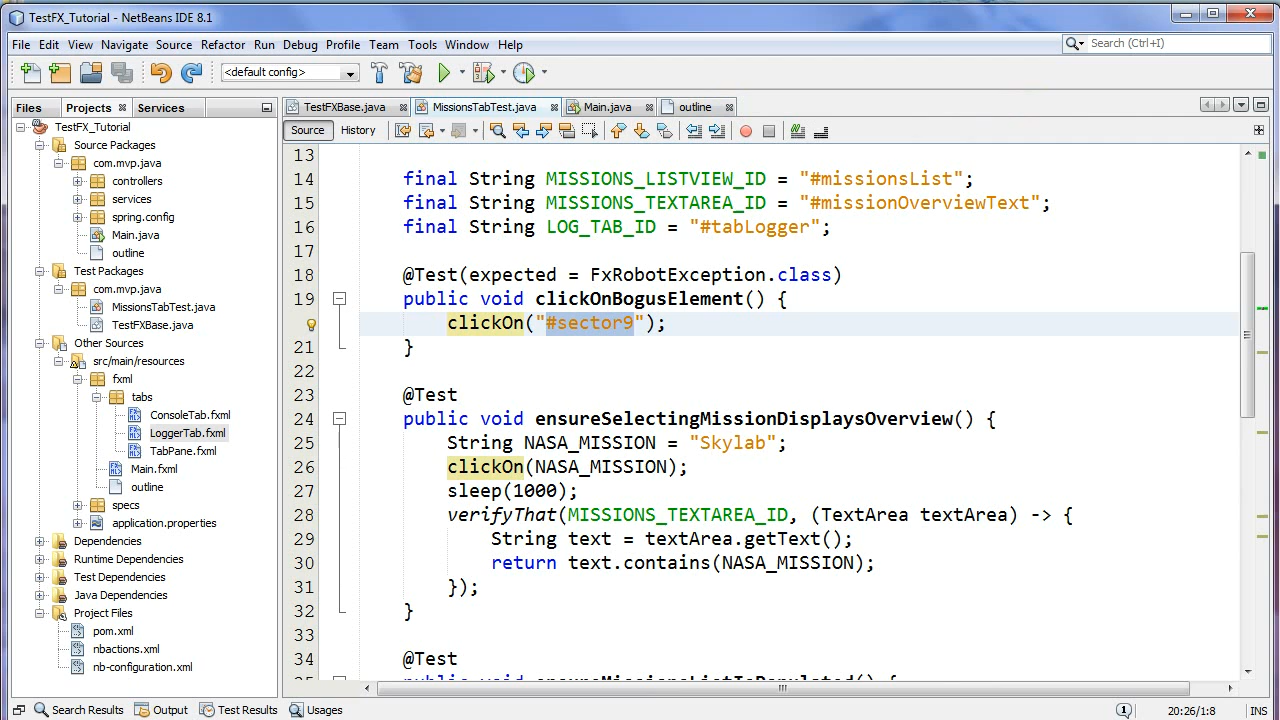 TestFX_Tutorial - NetBeans IDE 8.1
File Edit View Navigate Source Refactor Run Debug Profile Team Tools Window Help
Search (Ctrl+I)
<default config>
Files Projects Services
TestFXBase.java MissionsTabTest.java Main.java outline
Source History
TestFX_Tutorial
Source Packages
com.mvp.java
controllers
services
spring.config
Main.java
outline
Test Packages
com.mvp.java
MissionsTabTest.java
TestFXBase.java
Other Sources
src/main/resources
fxml
tabs
ConsoleTab.fxml
LoggerTab.fxml
TabPane.fxml
Main.fxml
outline
specs
application.properties
Dependencies
Runtime Dependencies
Test Dependencies
Java Dependencies
Project Files
pom.xml
nbactions.xml
nb-configuration.xml
13
14 final String MISSIONS_LISTVIEW_ID = "#missionsList";
15 final String MISSIONS_TEXTAREA_ID = "#missionOverviewText";
16 final String LOG_TAB_ID = "#tabLogger";
17
18 @Test(expected = FxRobotException.class)
19 public void clickOnBogusElement() {
clickOn("#sector9");
21 }
22
23 @Test
24 public void ensureSelectingMissionDisplaysOverview() {
25 String NASA_MISSION = "Skylab";
26 clickOn(NASA_MISSION);
27 sleep(1000);
28 verifyThat(MISSIONS_TEXTAREA_ID, (TextArea textArea) -> {
29 String text = textArea.getText();
30 return text.contains(NASA_MISSION);
31 });
32 }
33
34 @Test
35 public void ensureMissionsListIsPopulated() {
Search Results Output Test Results Usages
1 20:26/1:8 INS